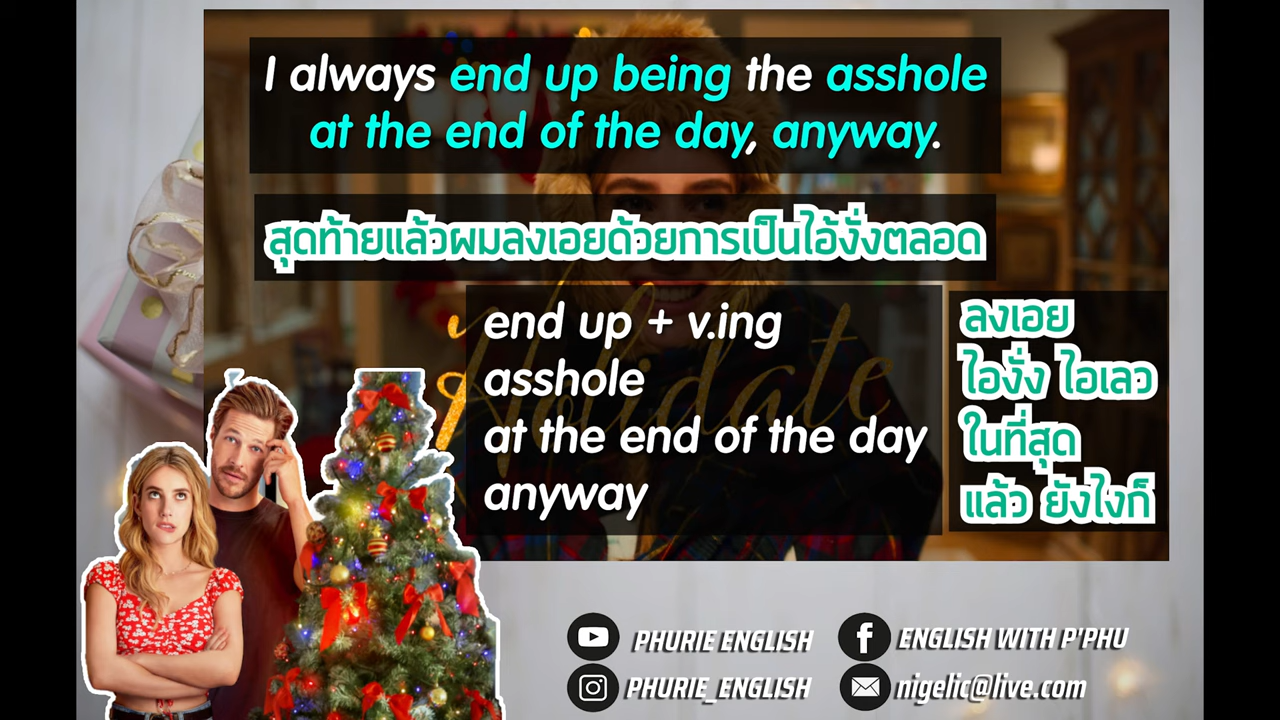 I always end up being the asshole
at the end of the day, anyway.
สุดท้ายแล้วผมลงเอยด้วยการเป็นไอ้งั่งตลอด
end up + v.ing
asshole
at the end of the day
anyway
ลงเอย
ไองั่ง ไอเลว
ในที่สุด
แล้ว ยังไงก็
Holidate
PHURIE ENGLISH
ENGLISH WITH P'PHU
PHURIE_ENGLISH
nigelic@live.com